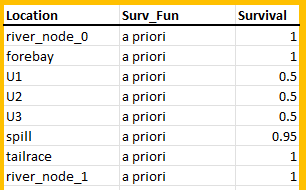 Location Surv_Fun Survival
river_node_0 a priori 1
forebay a priori 1
U1 a priori 0.5
U2 a priori 0.5
U3 a priori 0.5
spill a priori 0.95
tailrace a priori 1
river_node_1 a priori 1